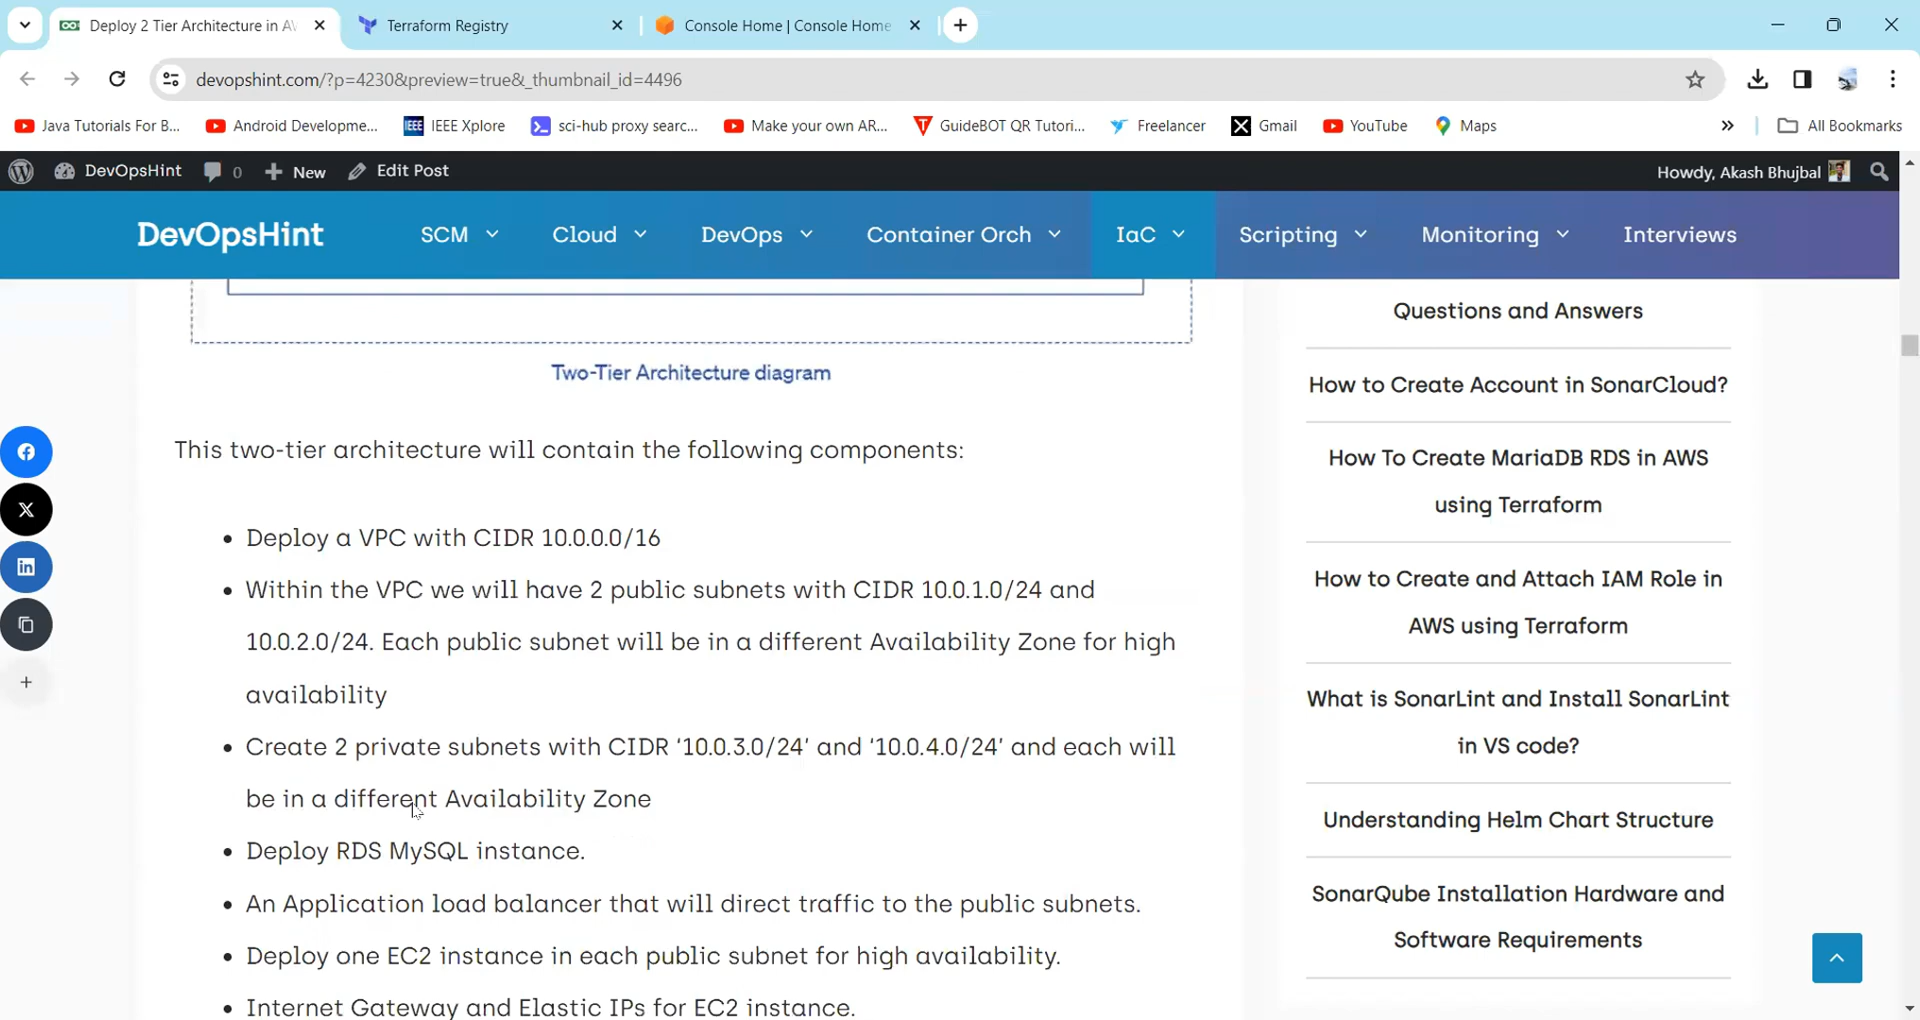 Deploy 2 Tier Architecture in AW
Terraform Registry
Console Home | Console Home
devopshint.com/?p=4230&preview=true&_thumbnail_id=4496
Java Tutorials For B...
Android Developme...
IEEE
IEEE Xplore
sci-hub proxy searc...
Make your own AR...
GuideBOT QR Tutori...
Freelancer
Gmail
YouTube
Maps
All Bookmarks
DevOpsHint
0
New
Edit Post
Howdy, Akash Bhujbal
DevOpsHint
SCM
Cloud
DevOps
Container Orch
IaC
Scripting
Monitoring
Interviews
Two-Tier Architecture diagram
This two-tier architecture will contain the following components:
• Deploy a VPC with CIDR 10.0.0.0/16
• Within the VPC we will have 2 public subnets with CIDR 10.0.1.0/24 and
10.0.2.0/24. Each public subnet will be in a different Availability Zone for high
availability
• Create 2 private subnets with CIDR ‘10.0.3.0/24’ and ‘10.0.4.0/24’ and each will
be in a different Availability Zone
• Deploy RDS MySQL instance.
• An Application load balancer that will direct traffic to the public subnets.
• Deploy one EC2 instance in each public subnet for high availability.
• Internet Gateway and Elastic IPs for EC2 instance.
Questions and Answers
How to Create Account in SonarCloud?
How To Create MariaDB RDS in AWS
using Terraform
How to Create and Attach IAM Role in
AWS using Terraform
What is SonarLint and Install SonarLint
in VS code?
Understanding Helm Chart Structure
SonarQube Installation Hardware and
Software Requirements